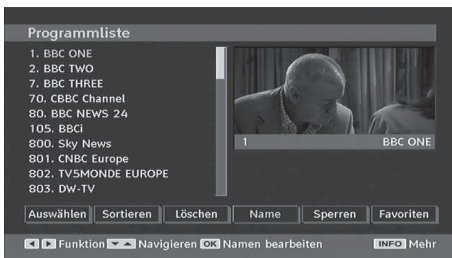 Programmliste
1. BBC ONE
2. BBC TWO
7. BBC THREE
70. CBBC Channel
80. BBC NEWS 24
105. BBCi
800. Sky News
801. CNBC Europe
802. TV5MONDE EUROPE
803. DW-TV
1 BBC ONE
Auswählen Sortieren Löschen Name Sperren Favoriten
Funktion Navigieren OK Namen bearbeiten INFO Mehr